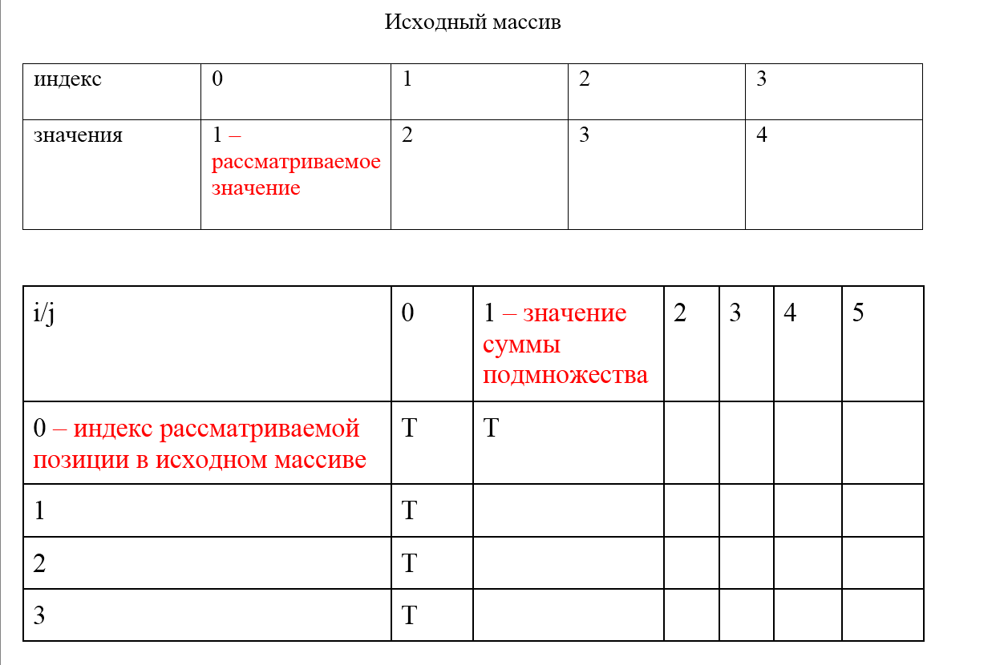 Исходный массив
индекс 0 1 2 3
значения 1 – 2 3 4
рассматриваемое
значение
i/j 0 1 – значение 2 3 4 5
суммы
подмножества
0 – индекс рассматриваемой T T
позиции в исходном массиве
1 T
2 T
3 T